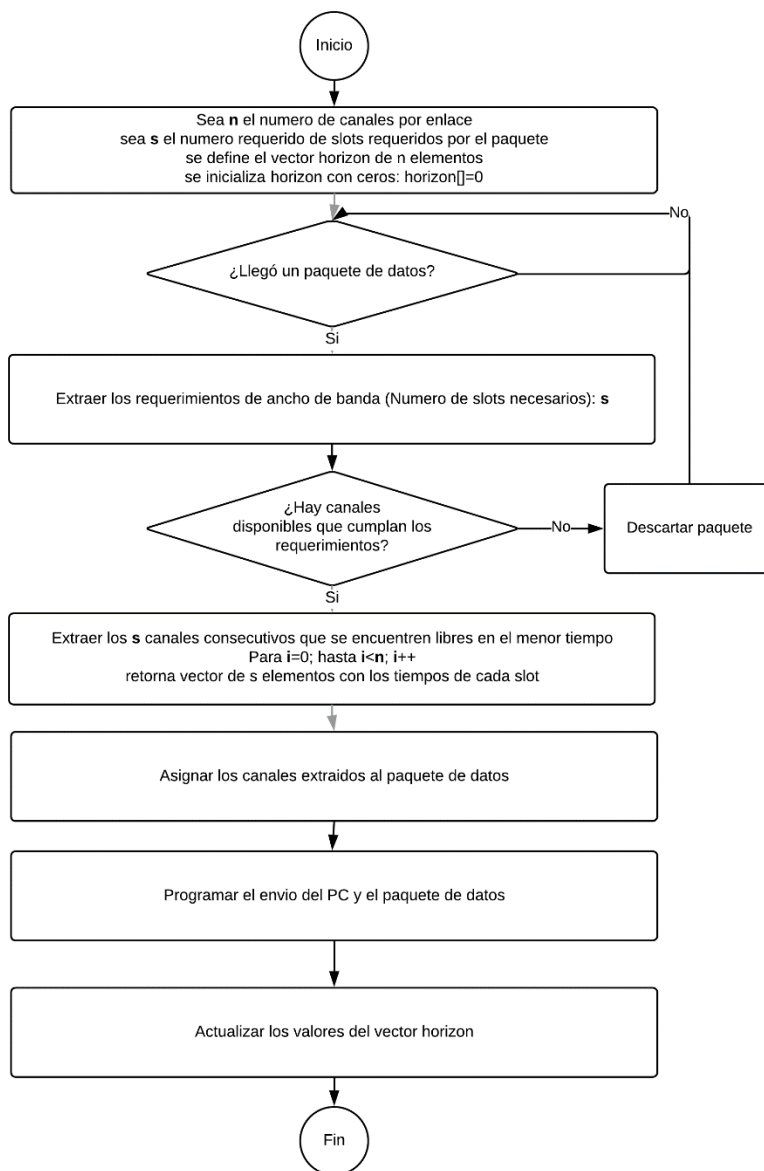 Inicio
Sea n el numero de canales por enlace
sea s el numero requerido de slots requeridos por el paquete
se define el vector horizon de n elementos
se inicializa horizon con ceros: horizon[]=0
No
¿Llegó un paquete de datos?
Si
Extraer los requerimientos de ancho de banda (Numero de slots necesarios): s
¿Hay canales
disponibles que cumplan los
requerimientos?
No
Descartar paquete
Si
Extraer los s canales consecutivos que se encuentren libres en el menor tiempo
Para i=0; hasta i<n; i++
retorna vector de s elementos con los tiempos de cada slot
Asignar los canales extraidos al paquete de datos
Programar el envio del PC y el paquete de datos
Actualizar los valores del vector horizon
Fin